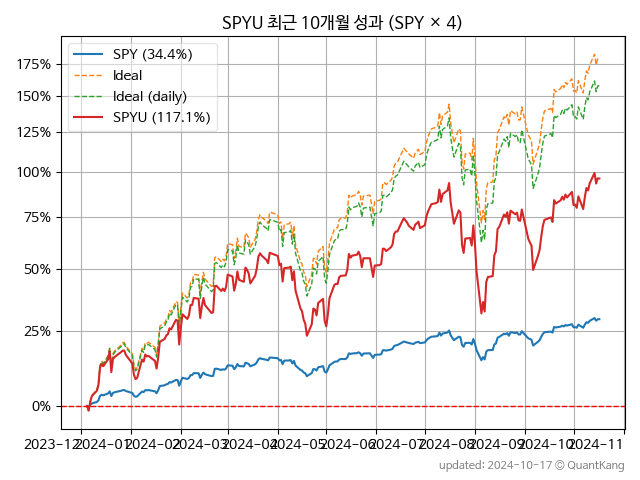 SPYU 최근 10개월 성과 (SPY × 4)
SPY (34.4%)
Ideal
Ideal (daily)
SPYU (117.1%)
175%
150%
125%
100%
75%
50%
25%
0%
2023-12 2024-01 2024-02 2024-03 2024-04 2024-05 2024-06 2024-07 2024-08 2024-09 2024-10 2024-11
updated: 2024-10-17 © QuantKang